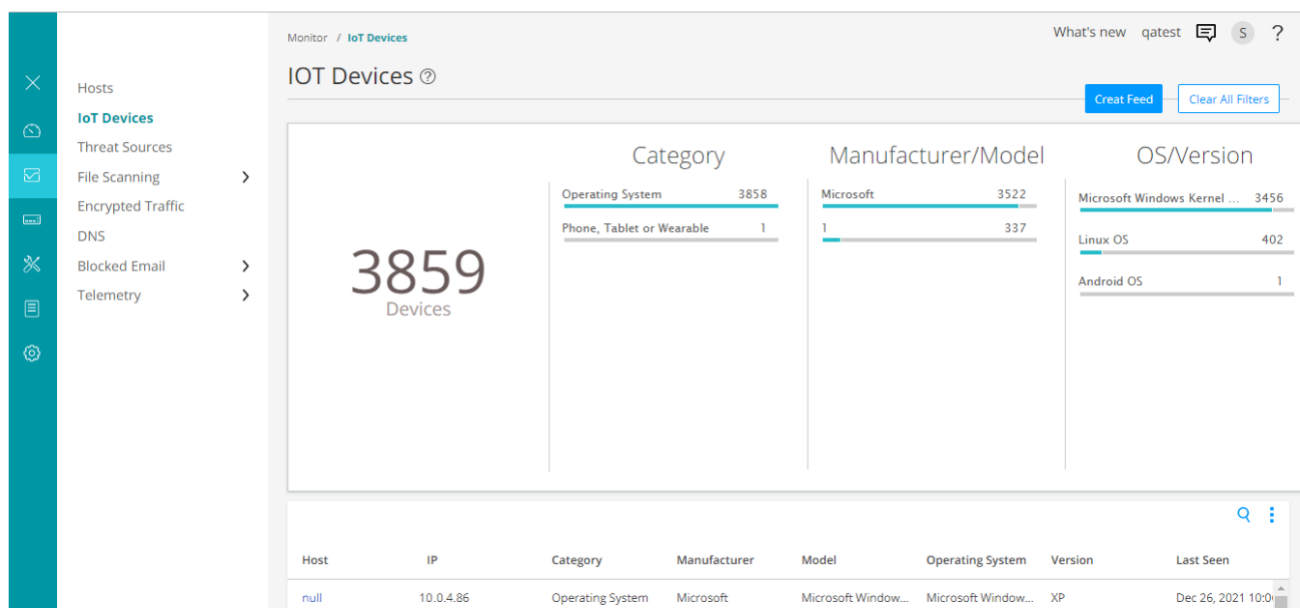 What's new qatest S ?
Monitor / IoT Devices
IOT Devices ?
Creat Feed Clear All Filters
Hosts
IoT Devices
Threat Sources
File Scanning
Encrypted Traffic
DNS
Blocked Email
Telemetry
3859
Devices
Category
Operating System 3858
Phone, Tablet or Wearable 1
Manufacturer/Model
Microsoft 3522
1 337
OS/Version
Microsoft Windows Kernel ... 3456
Linux OS 402
Android OS 1
Host IP Category Manufacturer Model Operating System Version Last Seen
null 10.0.4.86 Operating System Microsoft Microsoft Window... Microsoft Window... XP Dec 26, 2021 10:0